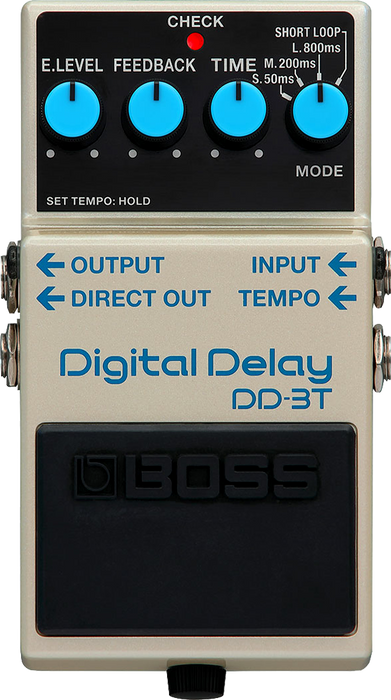 CHECK
E.LEVEL FEEDBACK TIME
SHORT LOOP
L.800ms
M.200ms
S.50ms
MODE
SET TEMPO: HOLD
OUTPUT INPUT
DIRECT OUT TEMPO
Digital Delay
DD-3T
BOSS